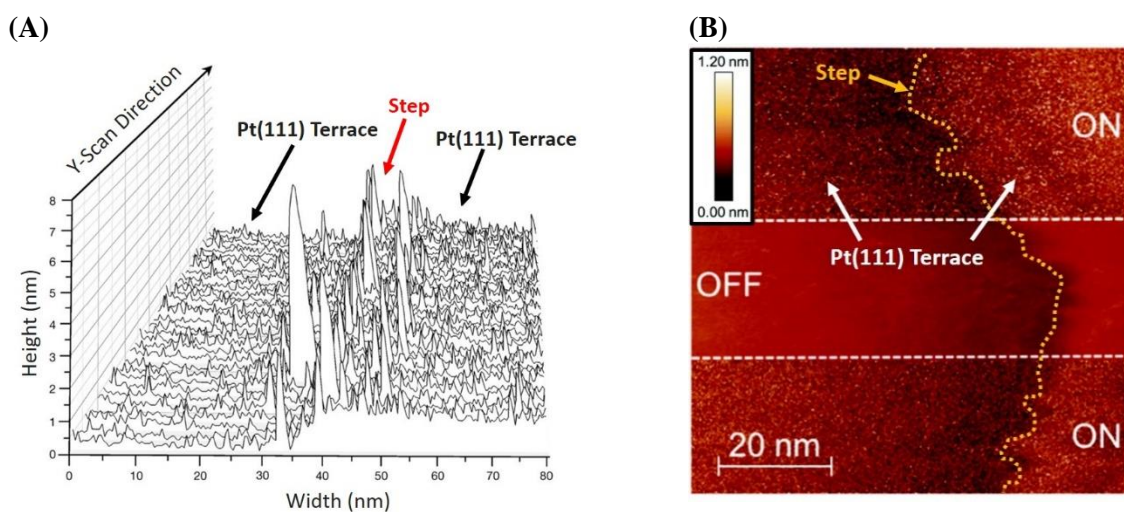 (A)
Y-Scan Direction
Pt(111) Terrace
Step
Pt(111) Terrace
Height (nm)
8
7
6
5
4
3
2
1
0
0 10 20 30 40 50 60 70 80
Width (nm)
(B)
1.20 nm
0.00 nm
Step
ON
Pt(111) Terrace
OFF
20 nm
ON